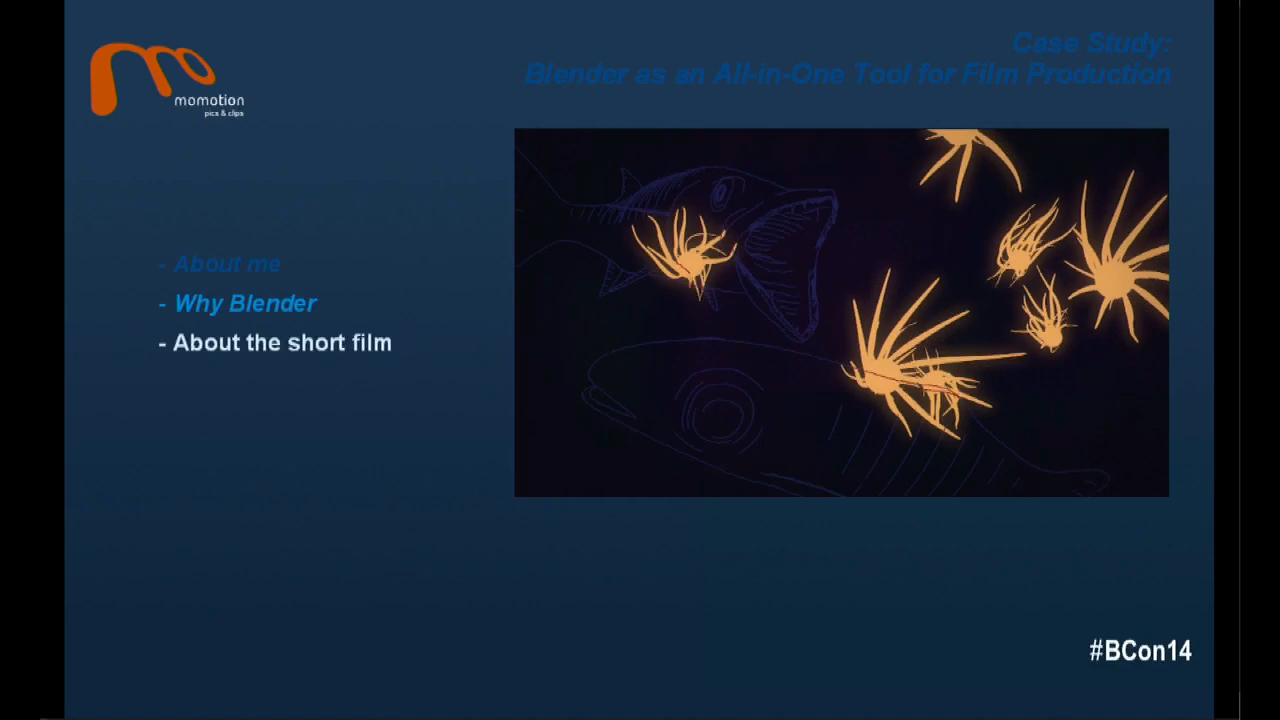 Case Study:
Blender as an All-in-One Tool for Film Production
momotion
pics & clips
- About me
- Why Blender
- About the short film
#BCon14